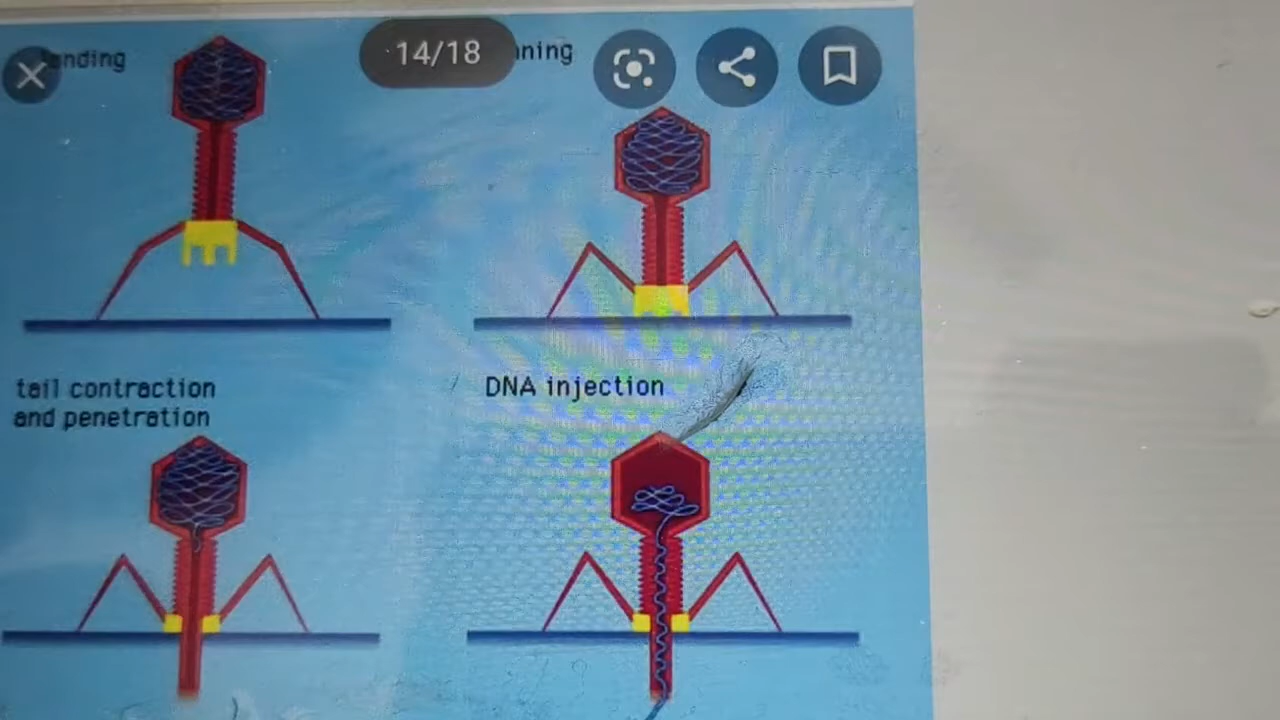 14/18
tail contraction
and penetration
DNA injection